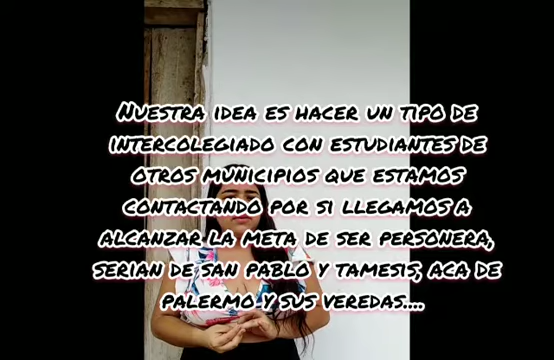 NUESTRA IDEA ES HACER UN TIPO DE
INTERCOLEGIADO CON ESTUDIANTES DE
OTROS MUNICIPIOS QUE ESTAMOS
CONTACTANDO POR SI LLEGAMOS A
ALCANZAR LA META DE SER PERSONERA,
SERIAN DE SAN PABLO Y TAMESIS, ACA DE
PALERMO Y SUS VEREDAS....